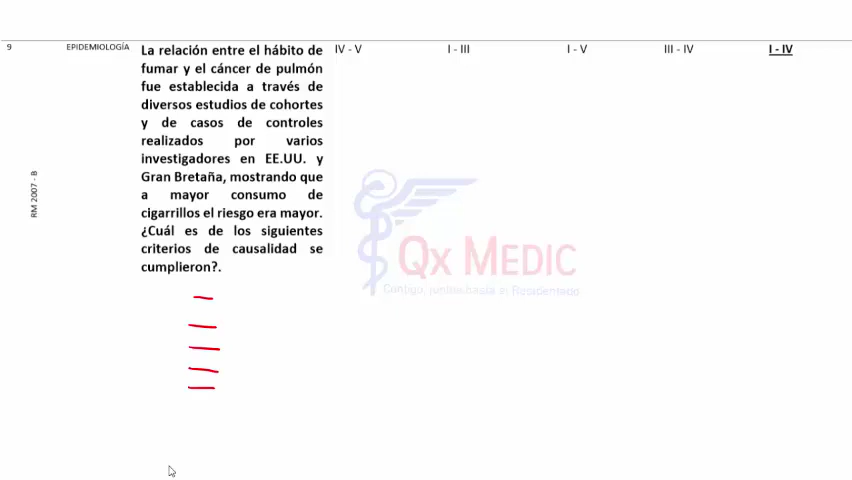 9 EPIDEMIOLOGÍA La relación entre el hábito de IV - V I - III I - V III - IV I - IV
fumar y el cáncer de pulmón
fue establecida a través de
diversos estudios de cohortes
y de casos de controles
realizados por varios
investigadores en EE.UU. y
Gran Bretaña, mostrando que
a mayor consumo de
cigarrillos el riesgo era mayor.
¿Cuál es de los siguientes
criterios de causalidad se
cumplieron?.
RM 2007 - B
QX MEDIC
Contigo, juntos hasta el Residentado